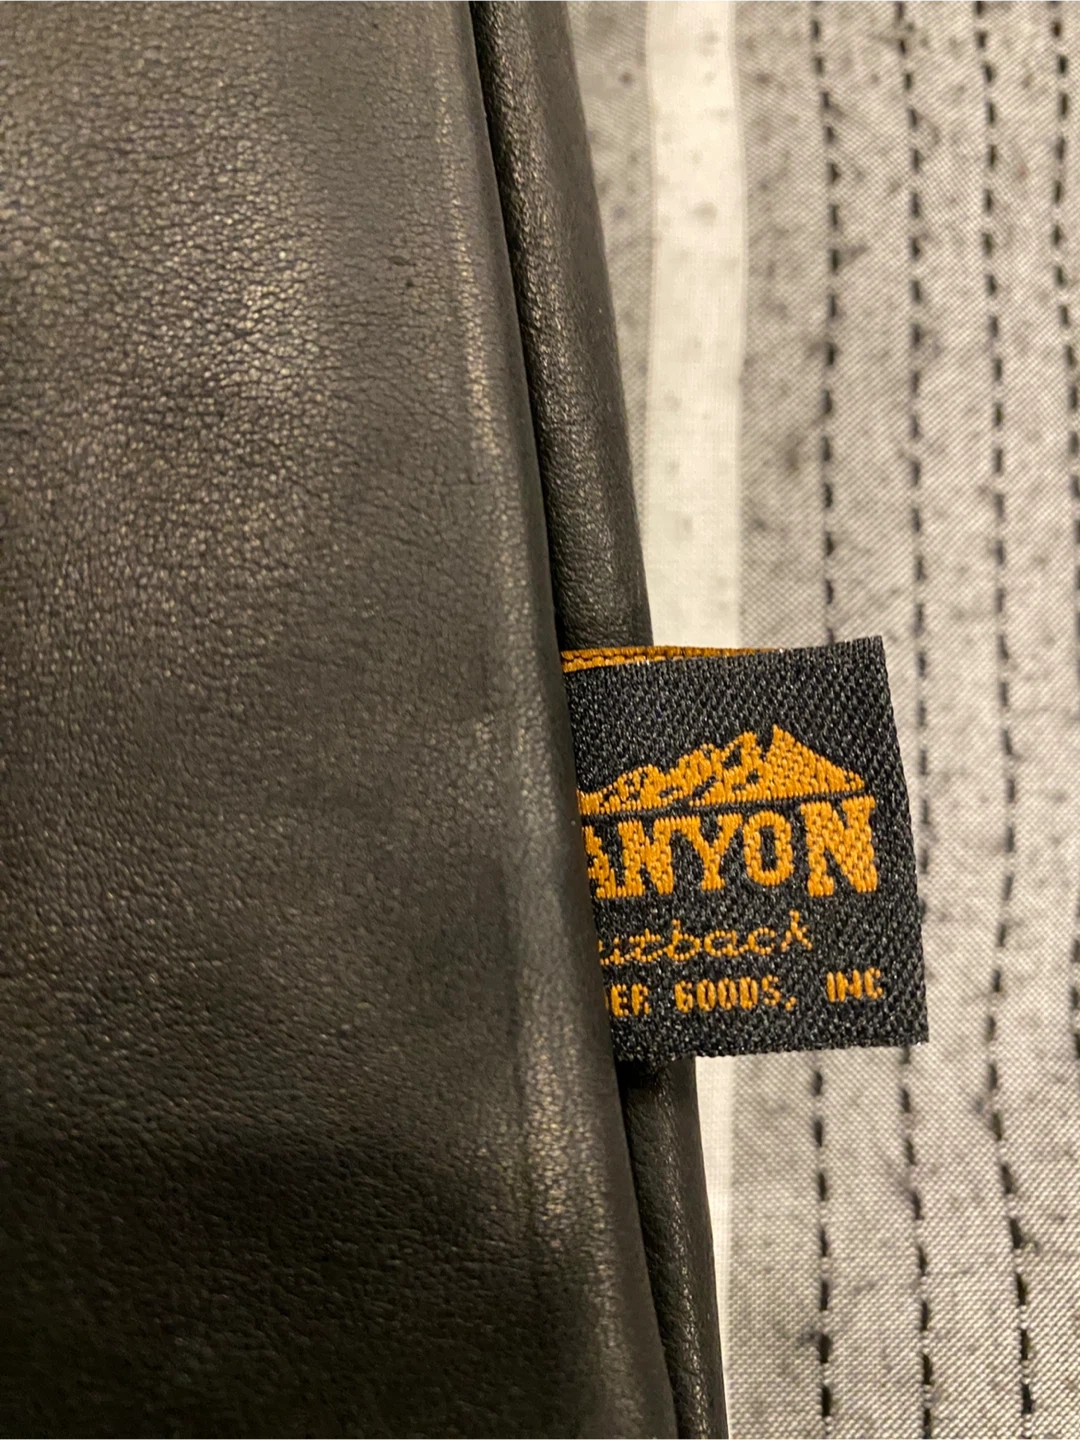 ANYON
utback
ER GOODS, INC